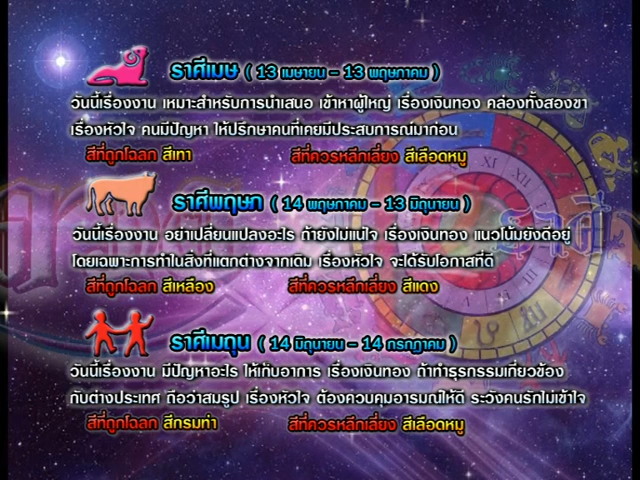 ราศีเมษ ( 13 เมษายน - 13 พฤษภาคม )
วันนี้เรื่องงาน เหมาะสำหรับการนำเสนอ เข้าหาผู้ใหญ่ เรื่องเงินทอง คล่องทั้งสองขา
เรื่องหัวใจ คนมีปัญหา ให้ปรึกษาคนที่เคยมีประสบการณ์มาก่อน
สีที่ถูกโฉลก สีเทา สีที่ควรหลีกเลี่ยง สีเลือดหมู
ราศีพฤษภ ( 14 พฤษภาคม - 13 มิถุนายน )
วันนี้เรื่องงาน อย่าเปลี่ยนแปลงอะไร ถ้ายังไม่แน่ใจ เรื่องเงินทอง แนวโน้มยังดีอยู่
โดยเฉพาะการทำในสิ่งที่แตกต่างจากเดิม เรื่องหัวใจ จะได้รับโอกาสที่ดี
สีที่ถูกโฉลก สีเหลือง สีที่ควรหลีกเลี่ยง สีแดง
ราศีเมถุน ( 14 มิถุนายน - 14 กรกฎาคม )
วันนี้เรื่องงาน มีปัญหาอะไร ให้เก็บอาการ เรื่องเงินทอง ถ้าทำธุรกรรมเกี่ยวข้อง
กับต่างประเทศ ถือว่าสมรูป เรื่องหัวใจ ต้องควบคุมอารมณ์ให้ดี ระวังคนรักไม่เข้าใจ
สีที่ถูกโฉลก สีกรมท่า สีที่ควรหลีกเลี่ยง สีเลือดหมู